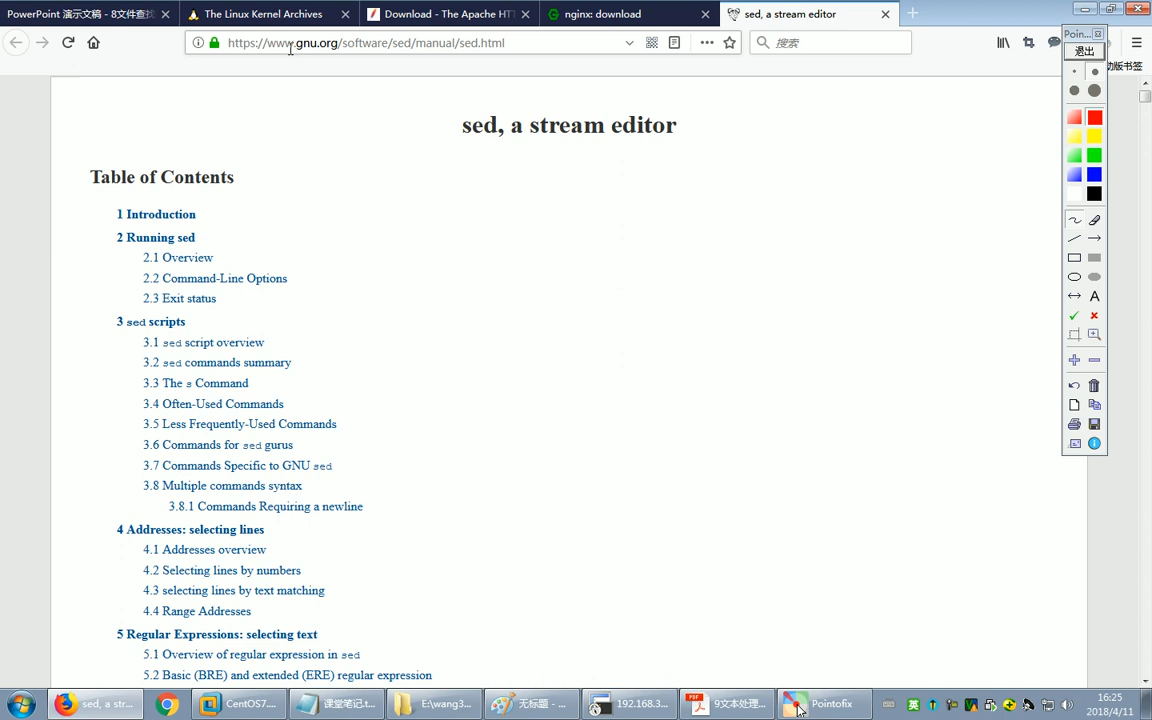 PowerPoint 演示文稿 - 8文件查找
The Linux Kernel Archives
Download - The Apache HT
nginx: download
sed, a stream editor
https://www.gnu.org/software/sed/manual/sed.html
搜索
Poin...
退出
动版书签
sed, a stream editor
Table of Contents
1 Introduction
2 Running sed
2.1 Overview
2.2 Command-Line Options
2.3 Exit status
3 sed scripts
3.1 sed script overview
3.2 sed commands summary
3.3 The s Command
3.4 Often-Used Commands
3.5 Less Frequently-Used Commands
3.6 Commands for sed gurus
3.7 Commands Specific to GNU sed
3.8 Multiple commands syntax
3.8.1 Commands Requiring a newline
4 Addresses: selecting lines
4.1 Addresses overview
4.2 Selecting lines by numbers
4.3 selecting lines by text matching
4.4 Range Addresses
5 Regular Expressions: selecting text
5.1 Overview of regular expression in sed
5.2 Basic (BRE) and extended (ERE) regular expression
A
sed, a str...
CentOS7....
课堂笔记.t...
E:\wang3...
无标题 - ...
192.168.3...
9文本处理...
Pointofix
英
16:25
2018/4/11